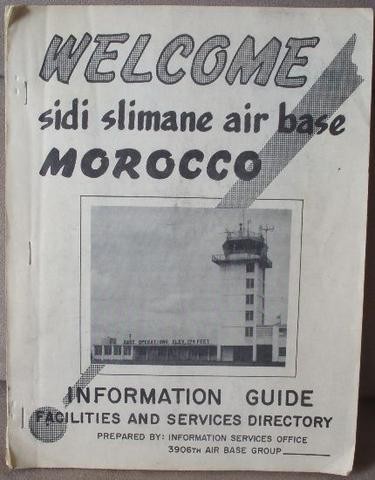 WELCOME
sidi slimane air base
MOROCCO
BASE OPERATIONS ELEV. 174 FEET
INFORMATION GUIDE
FACILITIES AND SERVICES DIRECTORY
PREPARED BY: INFORMATION SERVICES OFFICE
3906TH AIR BASE GROUP